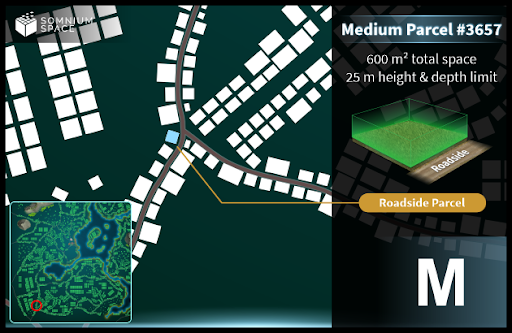 SOMNIUM
SPACE
Medium Parcel #3657
600 m² total space
25 m height & depth limit
Roadside
Roadside Parcel
M